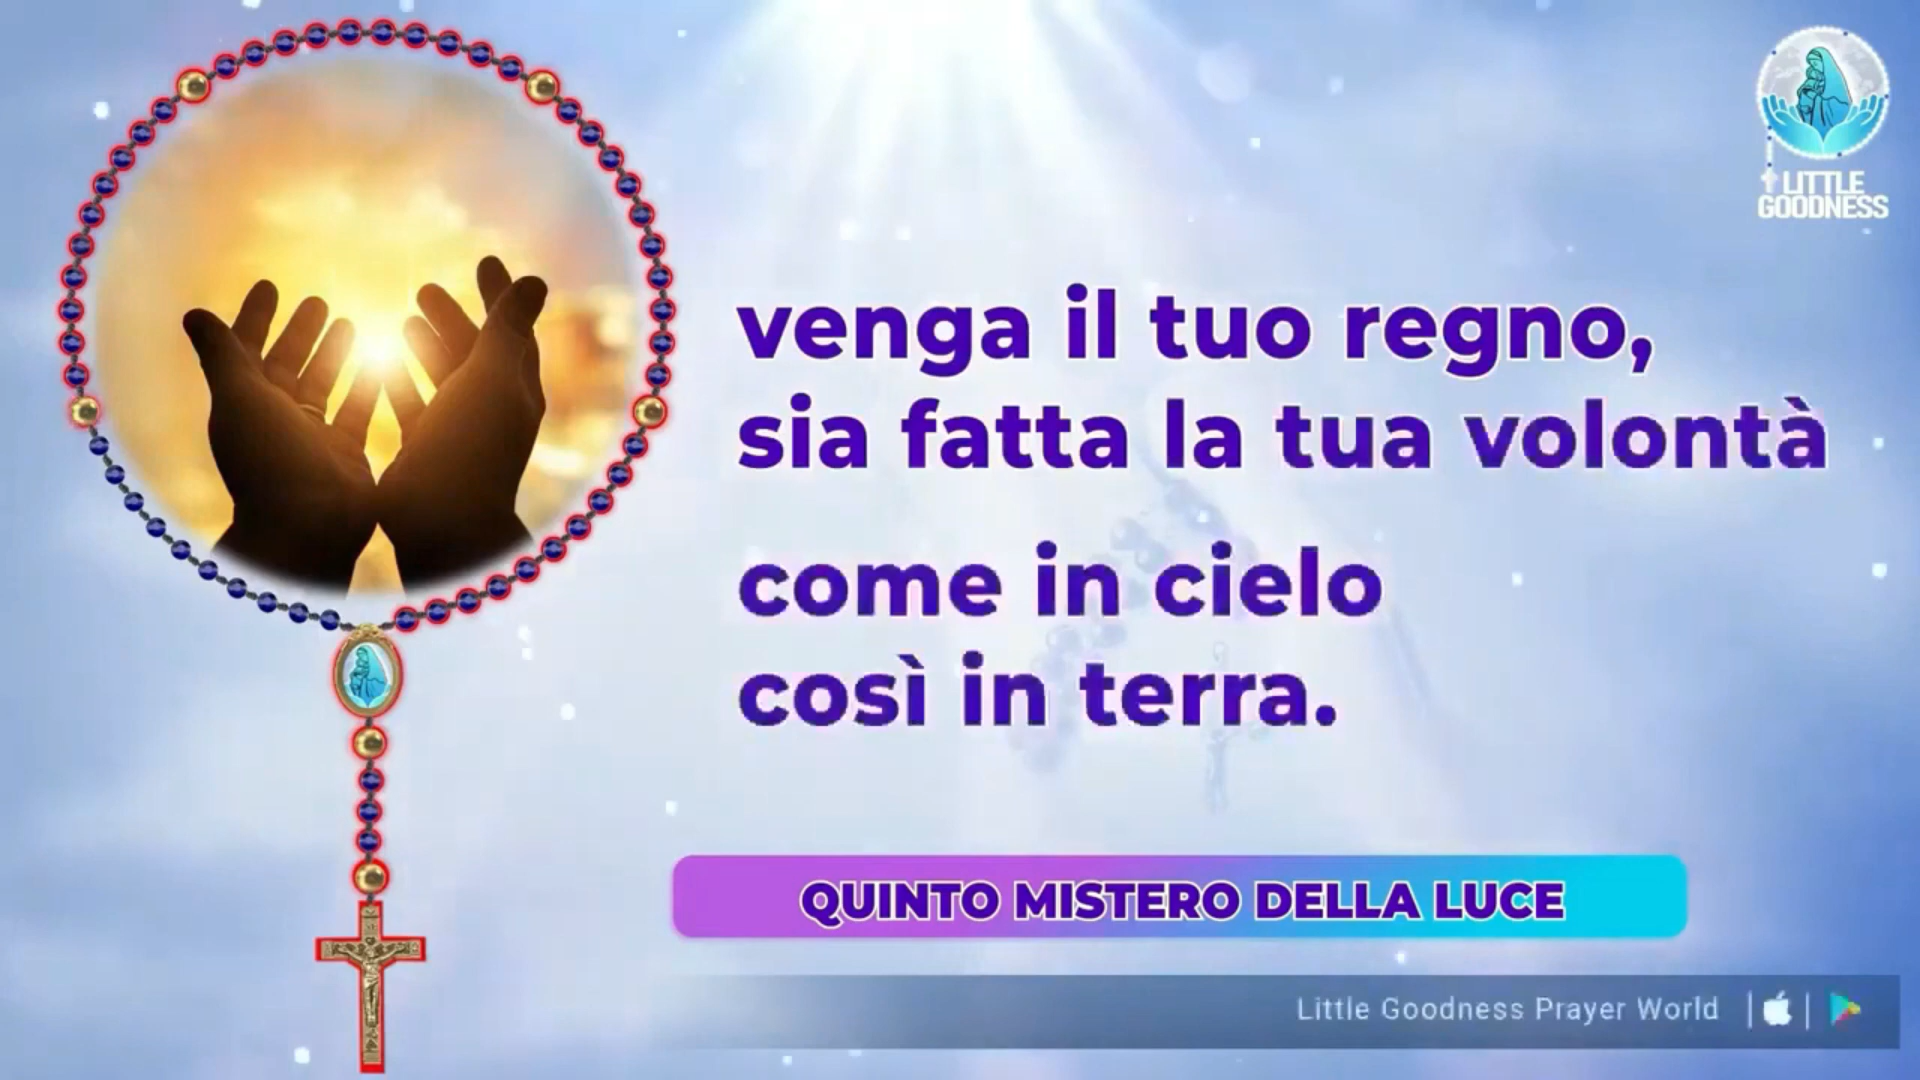 LITTLE
GOODNESS
venga il tuo regno,
sia fatta la tua volontà
come in cielo
così in terra.
QUINTO MISTERO DELLA LUCE
Little Goodness Prayer World